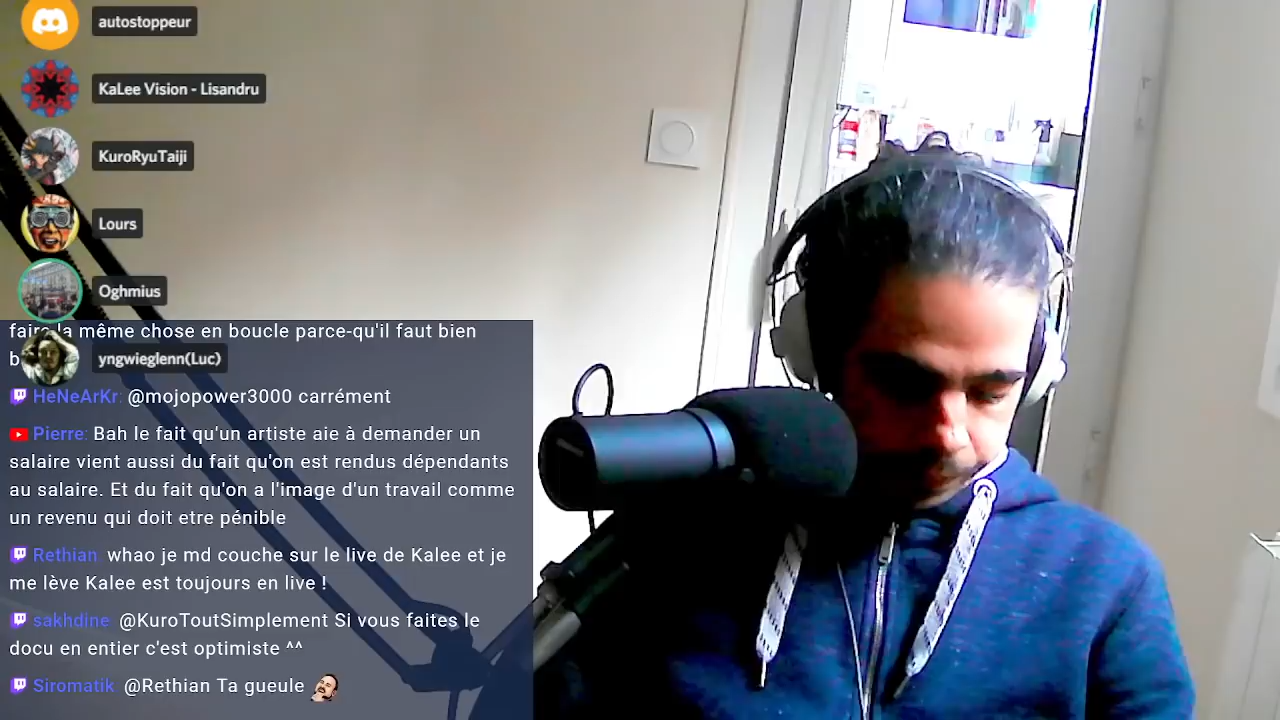 autostoppeur
KaLee Vision - Lisandru
KuroRyuTaiji
Lours
Oghmius
faire la même chose en boucle parce-qu'il faut bien
b
yngwieglenn(Luc)
HeNeArKr: @mojopower3000 carrément
Pierre: Bah le fait qu'un artiste aie à demander un
salaire vient aussi du fait qu'on est rendus dépendants
au salaire. Et du fait qu'on a l'image d'un travail comme
un revenu qui doit etre pénible
Rethian: whao je md couche sur le live de Kalee et je
me lève Kalee est toujours en live !
sakhdine: @KuroToutSimplement Si vous faites le
docu en entier c'est optimiste ^^
Siromatik: @Rethian Ta gueule